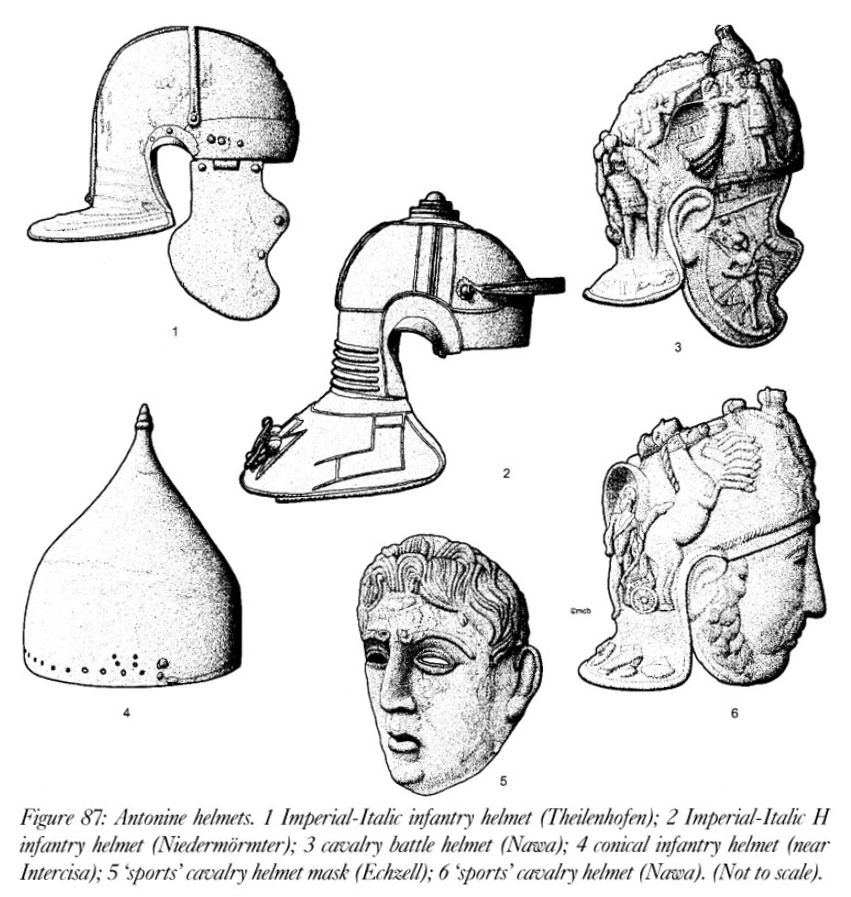 1
2
3
4
5
6
©mcb
Figure 87: Antonine helmets. 1 Imperial-Italic infantry helmet (Theilenhofen); 2 Imperial-Italic H
infantry helmet (Niedermörmter); 3 cavalry battle helmet (Nawa); 4 conical infantry helmet (near
Intercisa); 5 ‘sports’ cavalry helmet mask (Echzell); 6 ‘sports’ cavalry helmet (Nawa). (Not to scale).